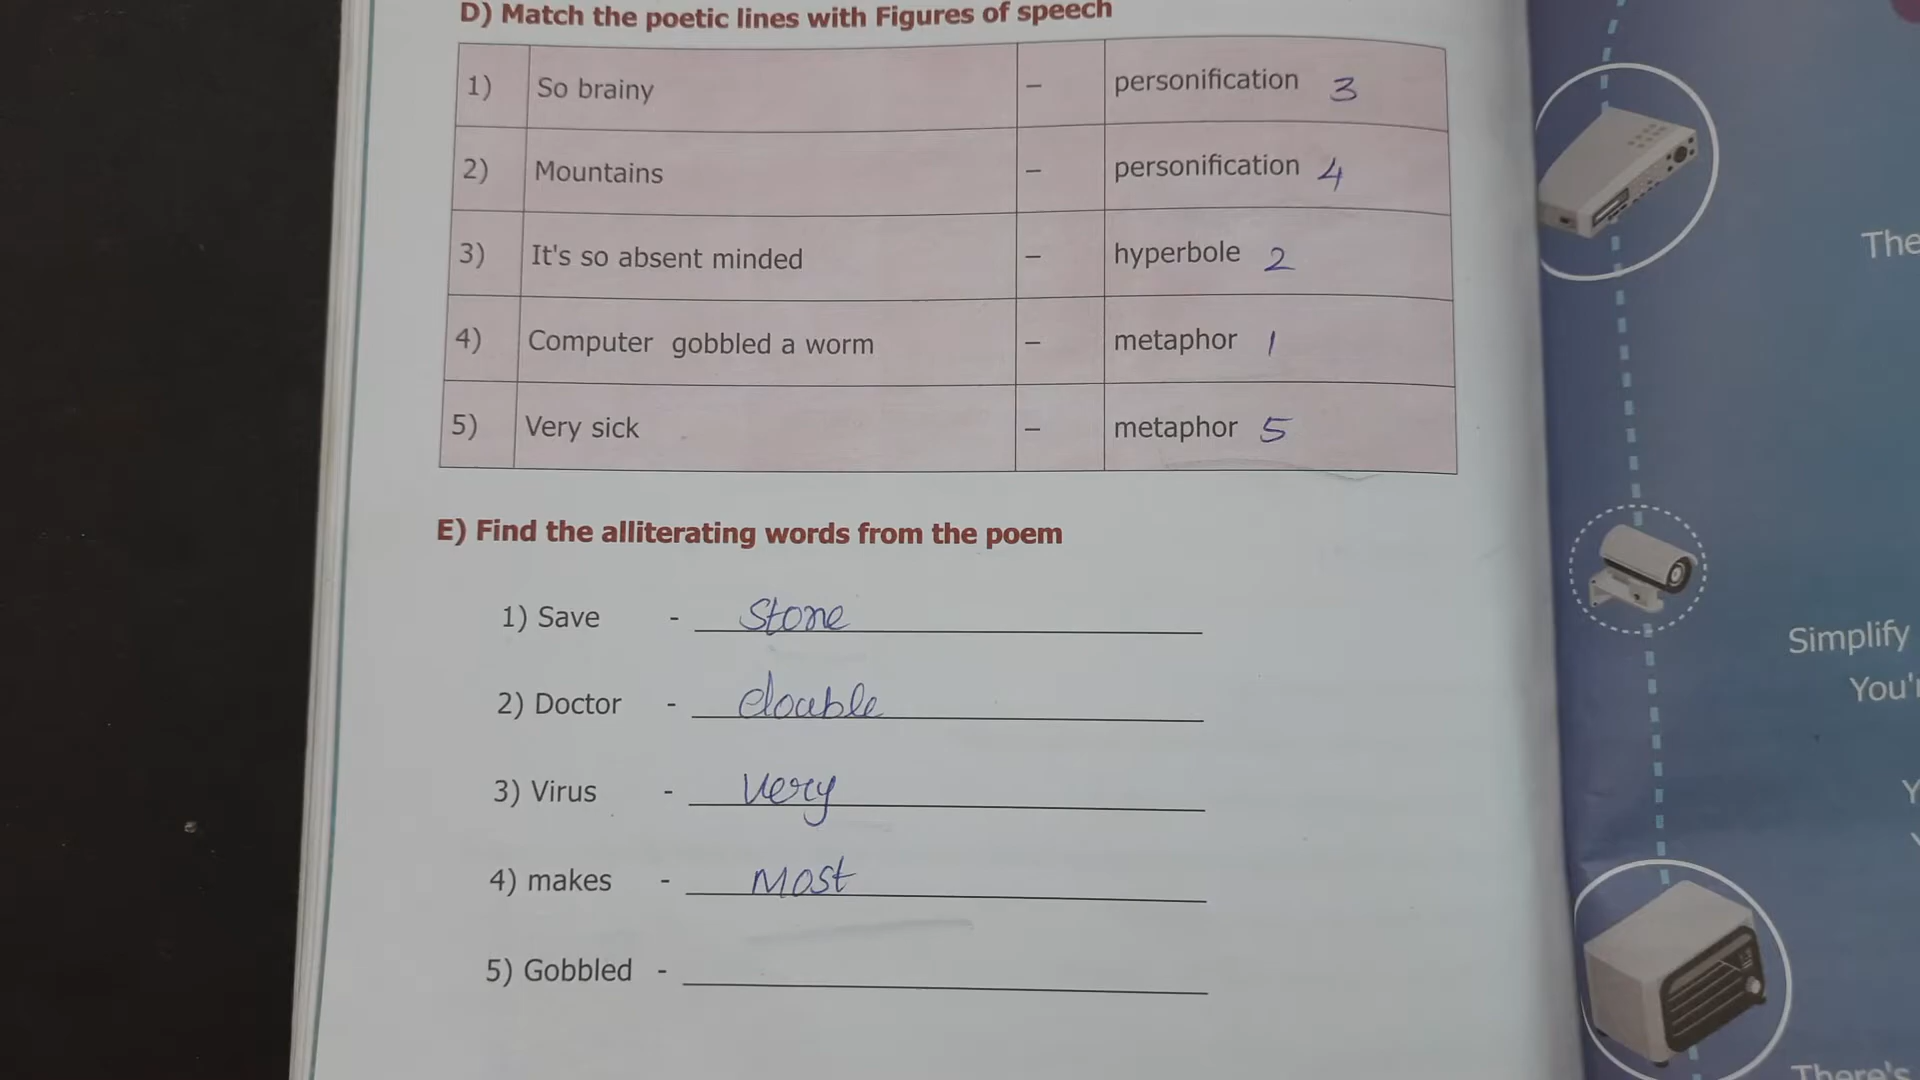 D) Match the poetic lines with Figures of speech
1) So brainy – personification 3
2) Mountains – personification 4
3) It's so absent minded – hyperbole 2
4) Computer gobbled a worm – metaphor 1
5) Very sick – metaphor 5
E) Find the alliterating words from the poem
1) Save - Store
2) Doctor - double
3) Virus - Very
4) makes - Most
5) Gobbled -
The
Simplify
You'r
Y
There's